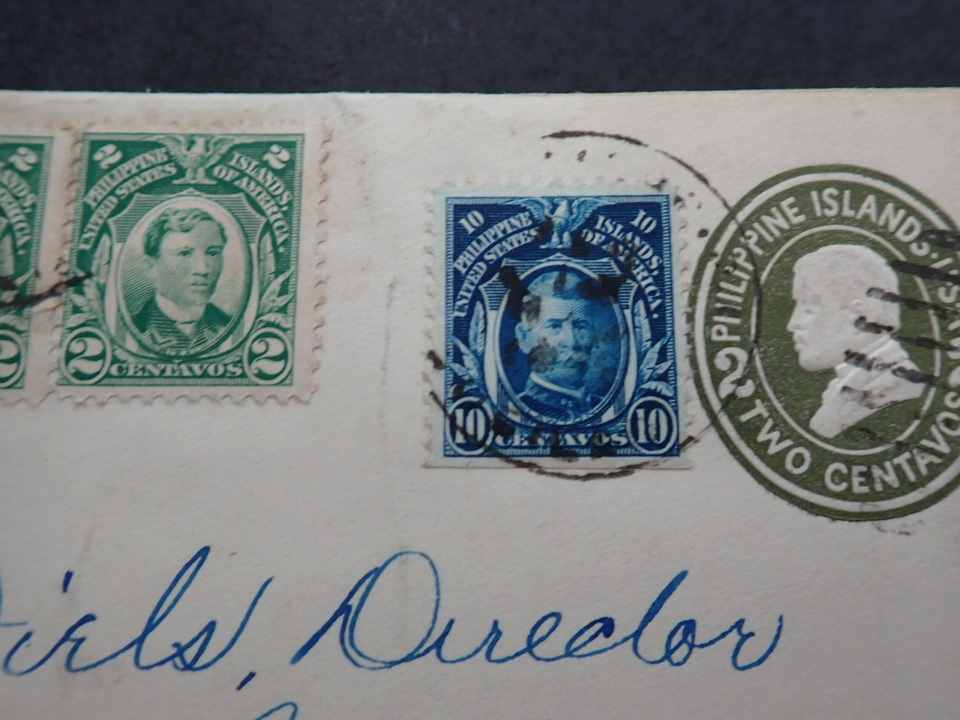 2 2
PHILIPPINE ISLANDS,
UNITED STATES OF AMERICA.
2 CENTAVOS 2
10 10
PHILIPPINE ISLANDS,
UNITED STATES OF AMERICA.
10 CENTAVOS 10
PHILIPPINE ISLANDS.
2 TWO CENTAVOS
Director